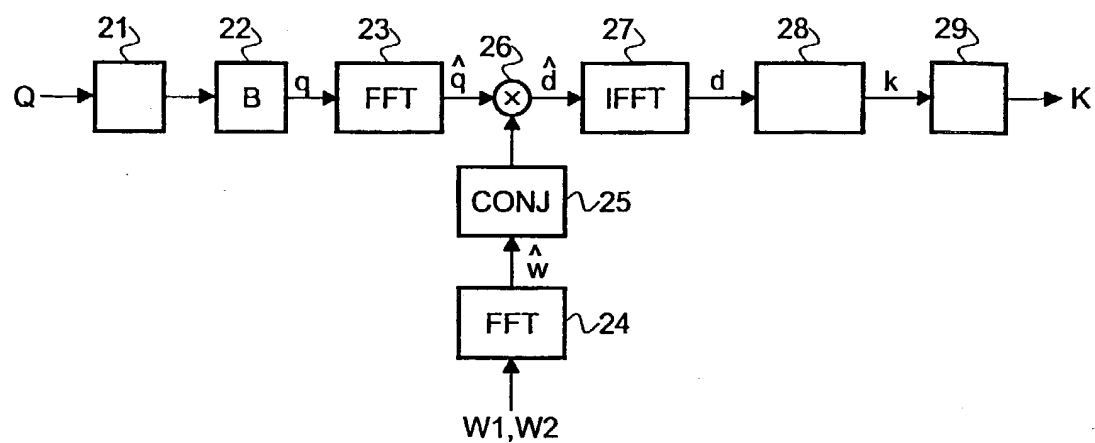 21 22 23 26 27 28 29
Q B q FFT q̂ × d̂ IFFT d k K
CONJ 25
ŵ
FFT 24
W1,W2